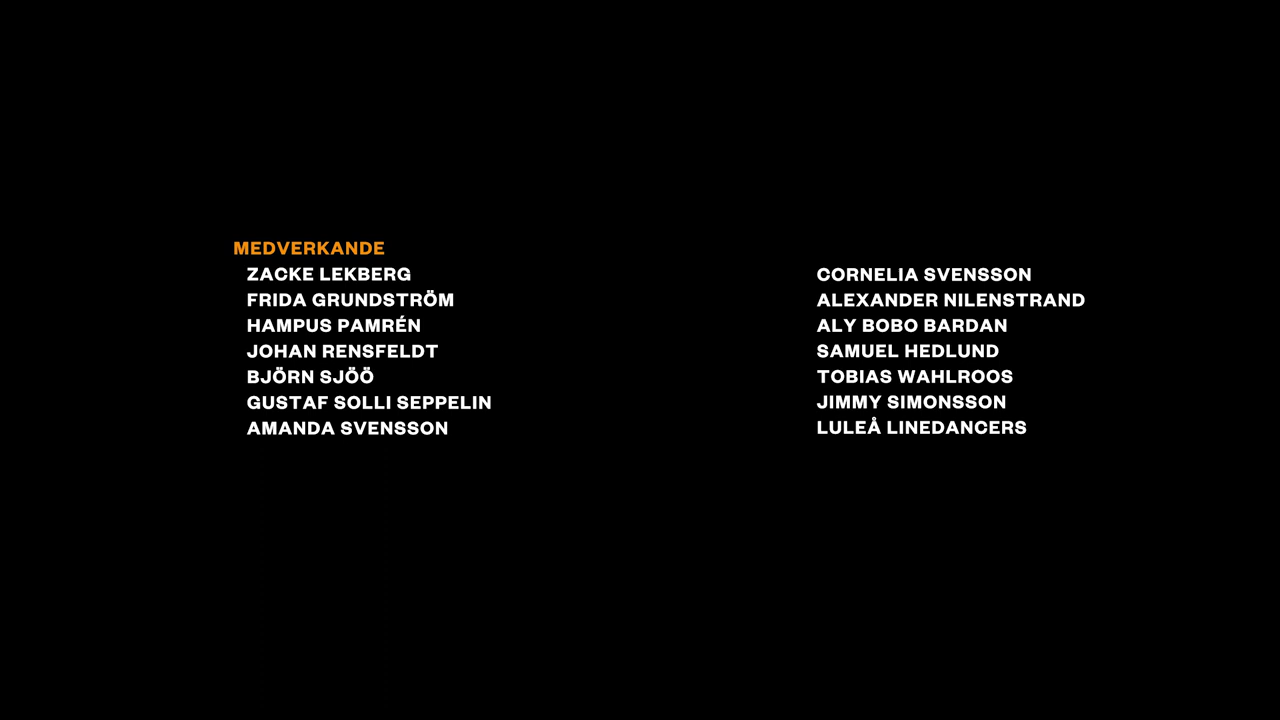 MEDVERKANDE
ZACKE LEKBERG
FRIDA GRUNDSTRÖM
HAMPUS PAMRÉN
JOHAN RENSFELDT
BJÖRN SJÖÖ
GUSTAF SOLLI SEPPELIN
AMANDA SVENSSON
CORNELIA SVENSSON
ALEXANDER NILENSTRAND
ALY BOBO BARDAN
SAMUEL HEDLUND
TOBIAS WAHLROOS
JIMMY SIMONSSON
LULEÅ LINEDANCERS